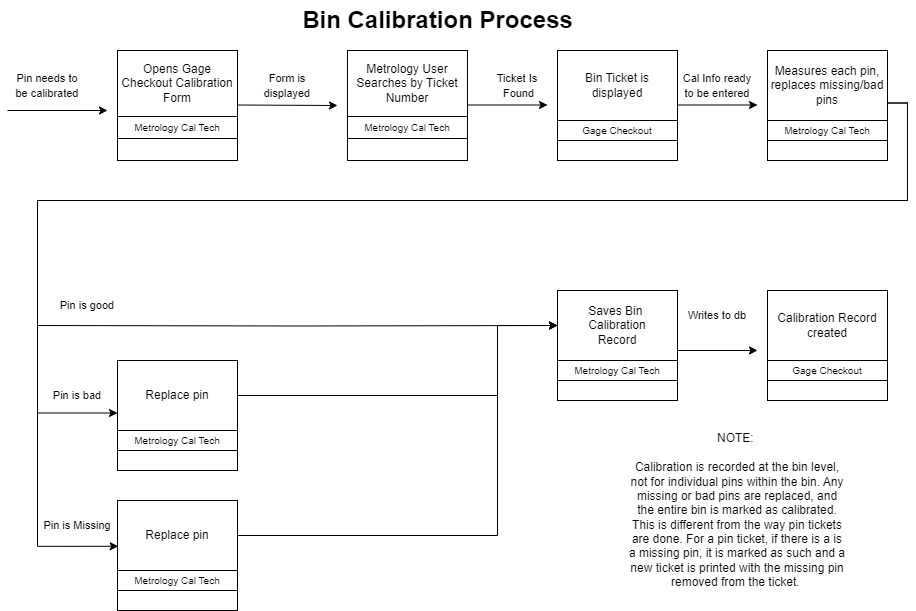 Bin Calibration Process
Pin needs to
be calibrated
Opens Gage
Checkout Calibration
Form
Metrology Cal Tech
Form is
displayed
Metrology User
Searches by Ticket
Number
Metrology Cal Tech
Ticket Is
Found
Bin Ticket is
displayed
Gage Checkout
Cal Info ready
to be entered
Measures each pin,
replaces missing/bad
pins
Metrology Cal Tech
Pin is good
Saves Bin
Calibration
Record
Metrology Cal Tech
Writes to db
Calibration Record
created
Gage Checkout
Pin is bad
Replace pin
Metrology Cal Tech
Pin is Missing
Replace pin
Metrology Cal Tech
NOTE:
Calibration is recorded at the bin level,
not for individual pins within the bin. Any
missing or bad pins are replaced, and
the entire bin is marked as calibrated.
This is different from the way pin tickets
are done. For a pin ticket, if there is a is
a missing pin, it is marked as such and a
new ticket is printed with the missing pin
removed from the ticket.